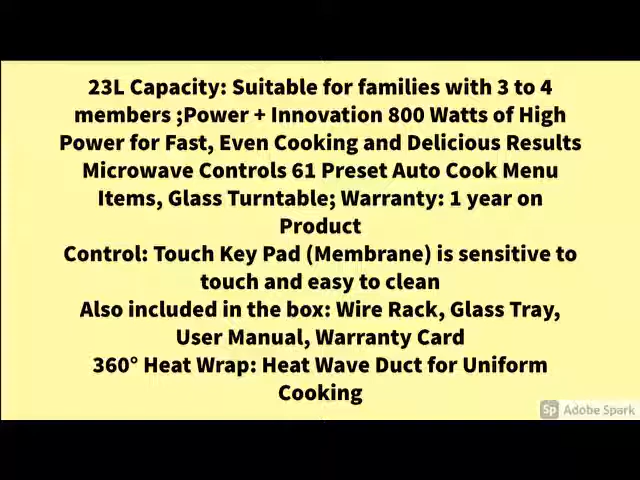 23L Capacity: Suitable for families with 3 to 4
members ;Power + Innovation 800 Watts of High
Power for Fast, Even Cooking and Delicious Results
Microwave Controls 61 Preset Auto Cook Menu
Items, Glass Turntable; Warranty: 1 year on
Product
Control: Touch Key Pad (Membrane) is sensitive to
touch and easy to clean
Also included in the box: Wire Rack, Glass Tray,
User Manual, Warranty Card
360° Heat Wrap: Heat Wave Duct for Uniform
Cooking
Sp Adobe Spark